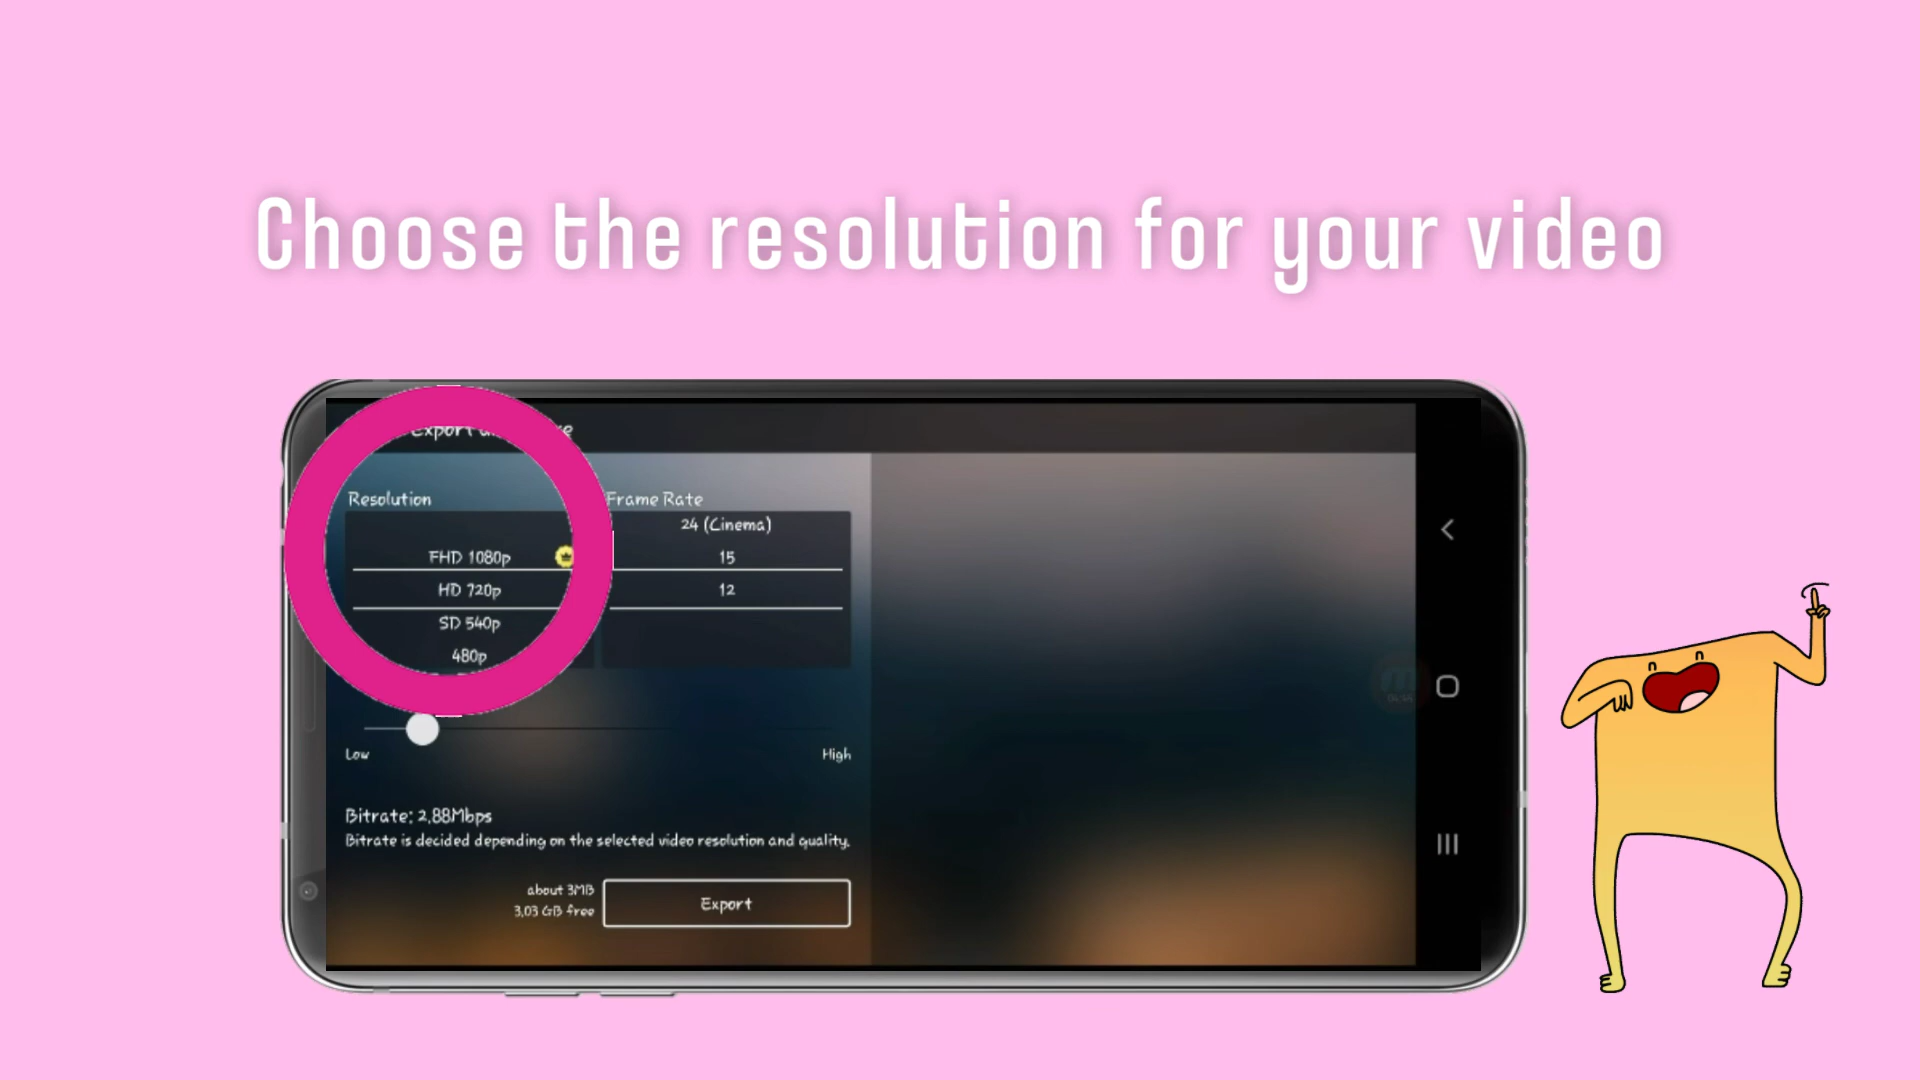 Choose the resolution for your video
Export
Resolution
Frame Rate
24 (Cinema)
FHD 1080p
15
HD 720p
12
SD 540p
480p
Low
High
Bitrate: 2.88Mbps
Bitrate is decided depending on the selected video resolution and quality.
about 3MB
3.03 GB free
Export